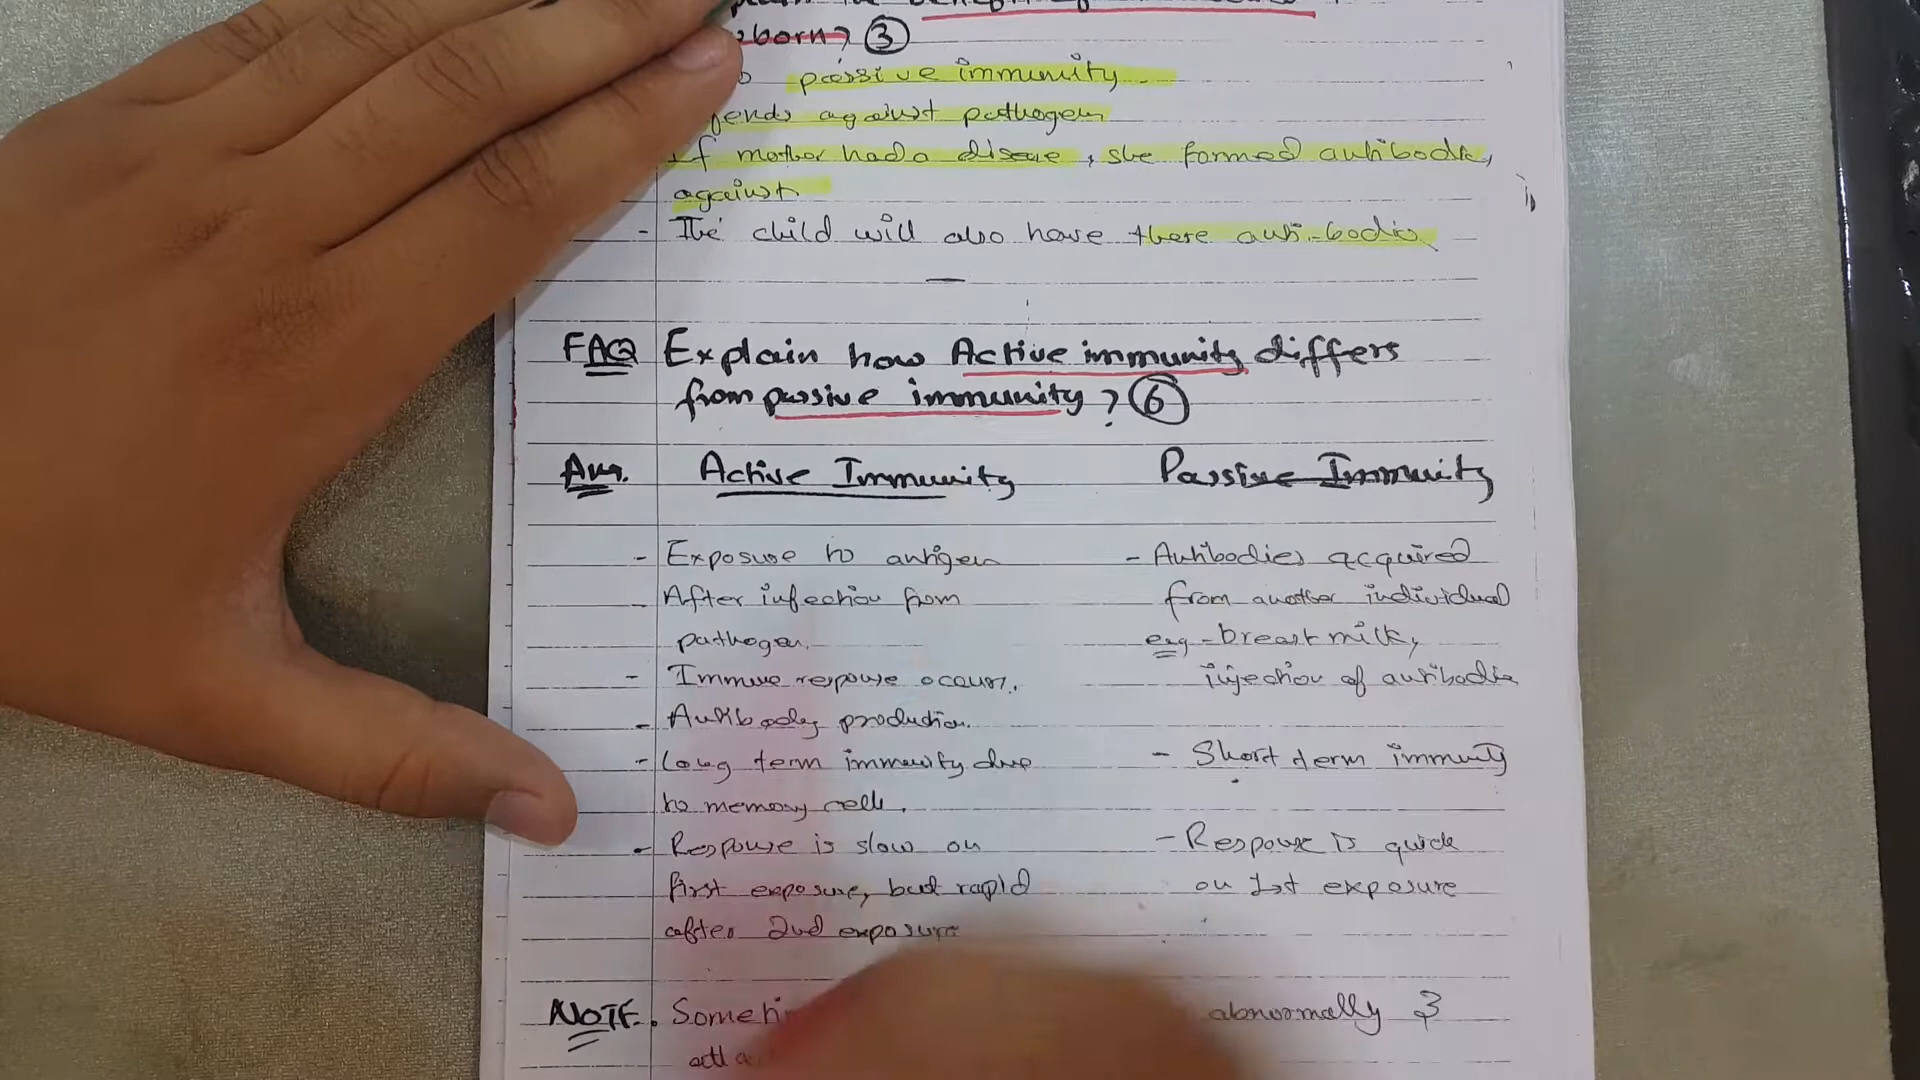 born? ③
passive immunity
fends against pathogen
If mother had a disease, she formed antibodies,
against
- The child will also have there anti-bodies
FAQ Explain how Active immunity differs
from passive immunity? ⑥
Ans. Active Immunity Passive Immunity
- Exposure to antigen
- After infection from
pathogen.
- Immune response occurs.
- Antibody production.
- Long term immunity due
to memory cells.
- Response is slow on
first exposure, but rapid
after 2nd exposure
- Antibodies acquired
from another individual
e.g - breast milk,
injection of antibodies
- Short term immunity
- Response is quick
on 1st exposure
NOTE. abnormally &